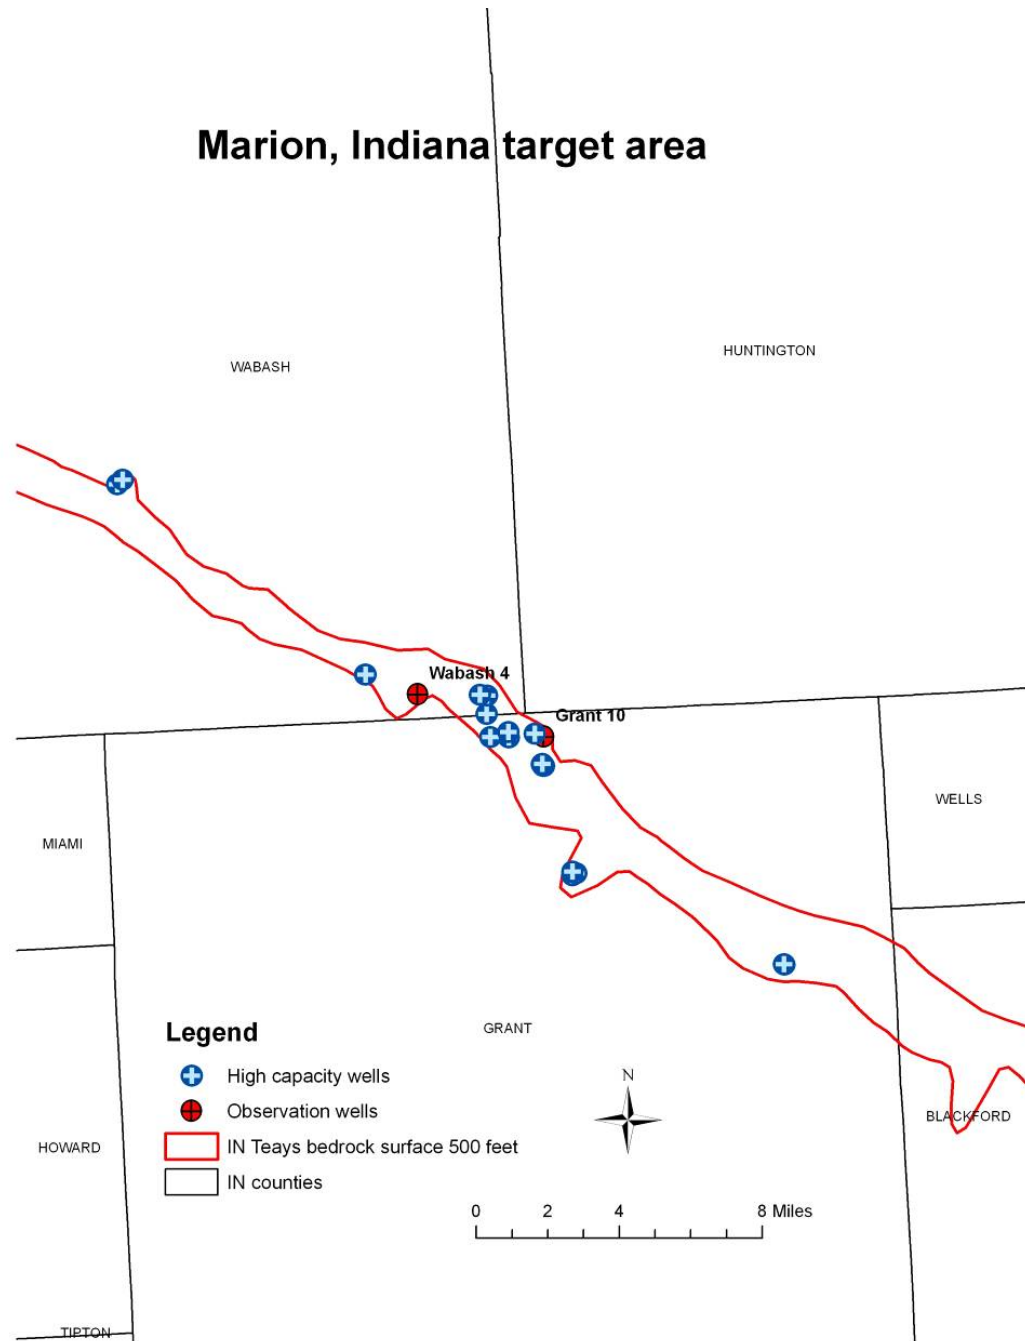 Marion, Indiana target area
HUNTINGTON
WABASH
Wabash 4
Grant 10
WELLS
MIAMI
GRANT
Legend
High capacity wells
Observation wells
IN Teays bedrock surface 500 feet
IN counties
N
BLACKFORD
HOWARD
0 2 4 8 Miles
TIPTON